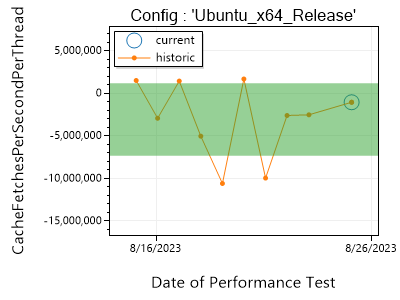 Config : 'Ubuntu_x64_Release'
current
historic
CacheFetchesPerSecondPerThread
5,000,000
0
-5,000,000
-10,000,000
-15,000,000
8/16/2023
8/26/2023
Date of Performance Test